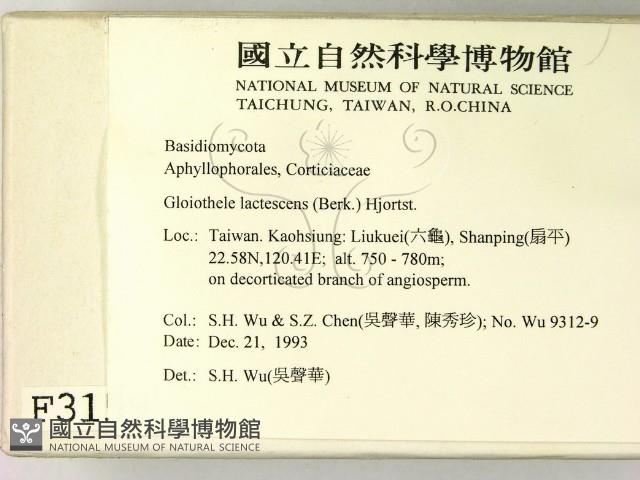 國立自然科學博物館
NATIONAL MUSEUM OF NATURAL SCIENCE
TAICHUNG, TAIWAN, R.O.CHINA
Basidiomycota
Aphyllophorales, Corticiaceae
Gloiothele lactescens (Berk.) Hjortst.
Loc.: Taiwan. Kaohsiung: Liukuei(六龜), Shanping(扇平)
22.58N,120.41E; alt. 750 - 780m;
on decorticated branch of angiosperm.
Col.: S.H. Wu & S.Z. Chen(吳聲華, 陳秀珍); No. Wu 9312-9
Date: Dec. 21, 1993
Det.: S.H. Wu(吳聲華)
F31
國立自然科學博物館
NATIONAL MUSEUM OF NATURAL SCIENCE